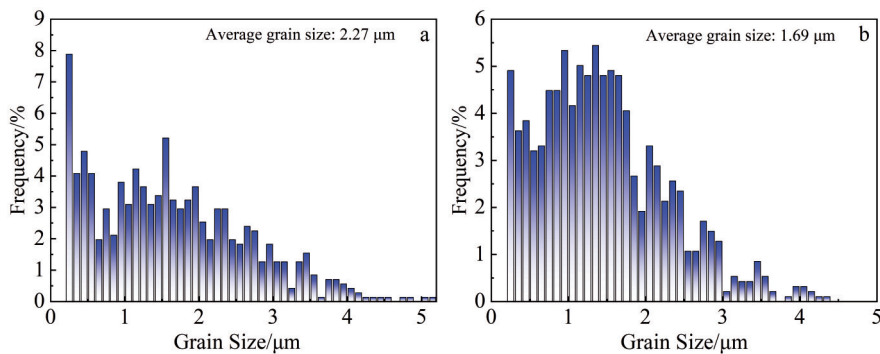 Average grain size: 2.27 μm
a
Frequency/%
9
8
7
6
5
4
3
2
1
0
0 1 2 3 4 5
Grain Size/μm
Average grain size: 1.69 μm
b
Frequency/%
6
5
4
3
2
1
0
0 1 2 3 4 5
Grain Size/μm